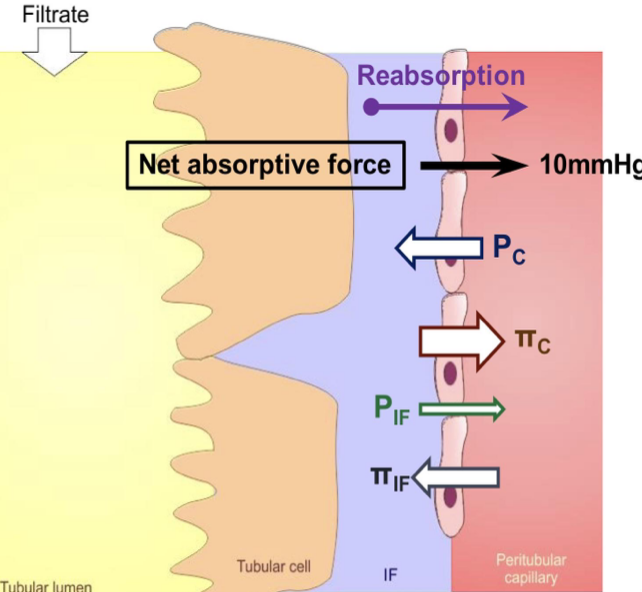 Filtrate
Reabsorption
Net absorptive force
10mmHg
PC
πC
PIF
πIF
Tubular cell
Peritubular
capillary
IF
Tubular lumen